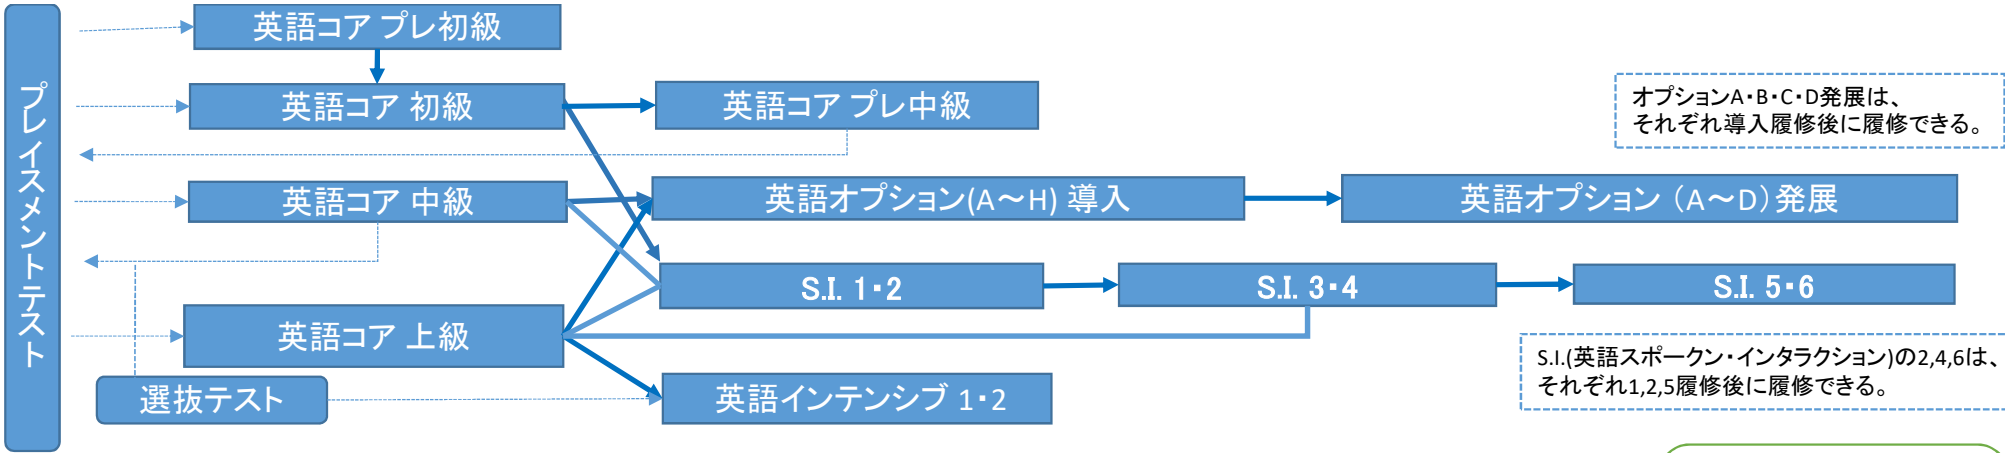 プレイスメントテスト
英語コア プレ初級
英語コア 初級
英語コア プレ中級
オプションA・B・C・D発展は、
それぞれ導入履修後に履修できる。
英語コア 中級
英語オプション(A～H) 導入
英語オプション（A～D）発展
S.I. 1・2
S.I. 3・4
S.I. 5・6
英語コア 上級
S.I.(英語スポークン・インタラクション)の2,4,6は、
それぞれ1,2,5履修後に履修できる。
選抜テスト
英語インテンシブ 1・2